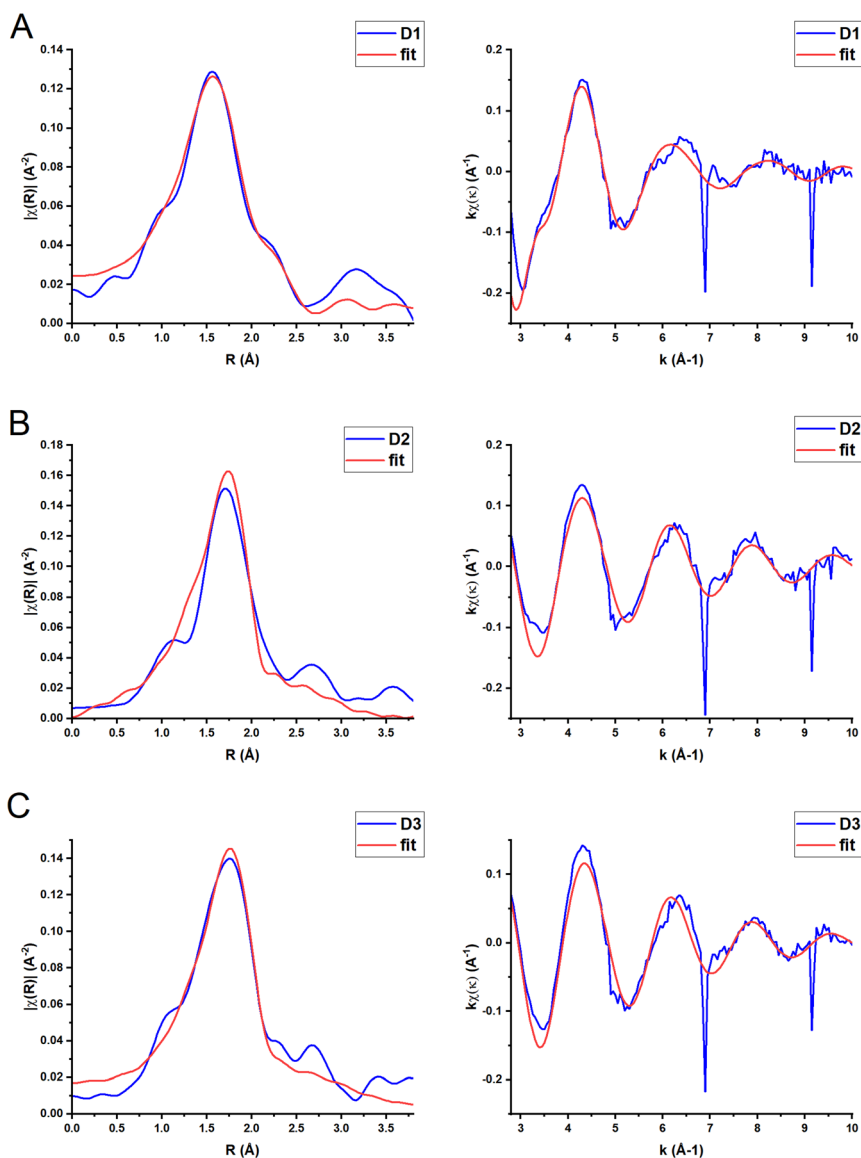 A
D1
fit
0.14
0.12
0.10
0.08
0.06
0.04
0.02
0.00
|χ(R)| (A⁻²)
0.0 0.5 1.0 1.5 2.0 2.5 3.0 3.5
R (Å)
D1
fit
0.2
0.1
0.0
-0.1
-0.2
kχ(κ) (A⁻¹)
3 4 5 6 7 8 9 10
k (Å-1)
B
D2
fit
0.18
0.16
0.14
0.12
0.10
0.08
0.06
0.04
0.02
0.00
|χ(R)| (A⁻²)
0.0 0.5 1.0 1.5 2.0 2.5 3.0 3.5
R (Å)
D2
fit
0.2
0.1
0.0
-0.1
-0.2
kχ(κ) (A⁻¹)
3 4 5 6 7 8 9 10
k (Å-1)
C
D3
fit
0.14
0.12
0.10
0.08
0.06
0.04
0.02
0.00
|χ(R)| (A⁻²)
0.0 0.5 1.0 1.5 2.0 2.5 3.0 3.5
R (Å)
D3
fit
0.1
0.0
-0.1
-0.2
kχ(κ) (A⁻¹)
3 4 5 6 7 8 9 10
k (Å-1)